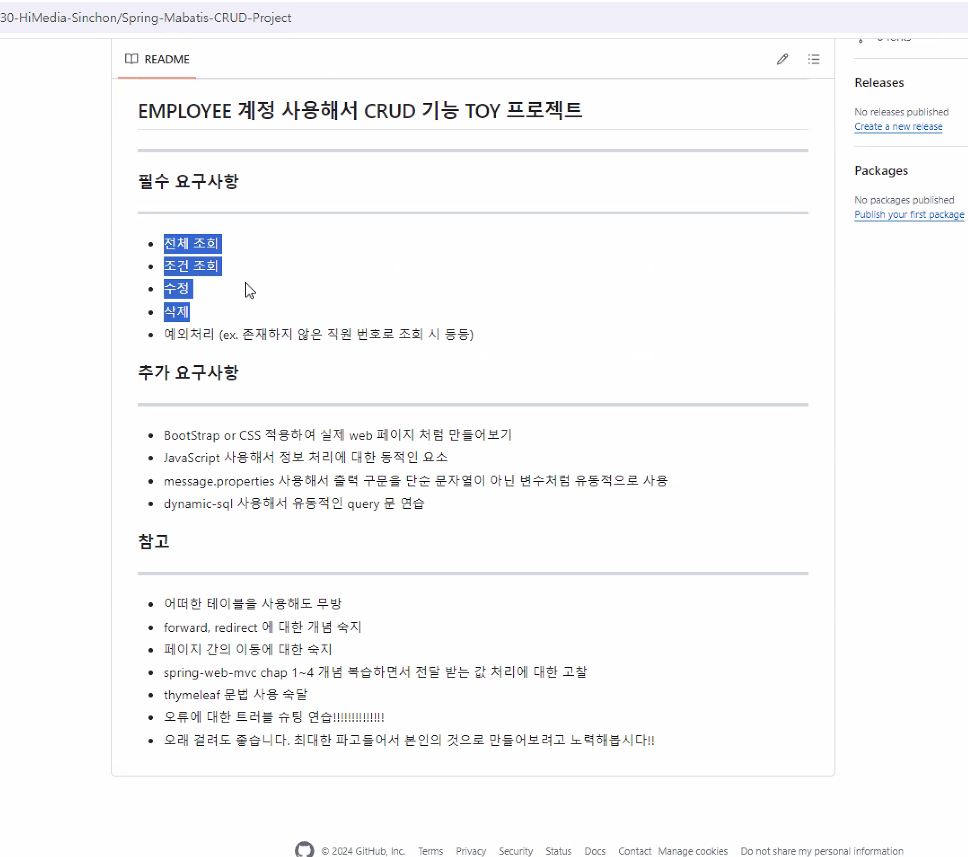 30-HiMedia-Sinchon/Spring-Mabatis-CRUD-Project
README
EMPLOYEE 계정 사용해서 CRUD 기능 TOY 프로젝트
필수 요구사항
전체 조회
조건 조회
수정
삭제
예외처리 (ex. 존재하지 않은 직원 번호로 조회 시 등등)
추가 요구사항
BootStrap or CSS 적용하여 실제 web 페이지 처럼 만들어보기
JavaScript 사용해서 정보 처리에 대한 동적인 요소
message.properties 사용해서 출력 구문을 단순 문자열이 아닌 변수처럼 유동적으로 사용
dynamic-sql 사용해서 유동적인 query 문 연습
참고
어떠한 테이블을 사용해도 무방
forward, redirect 에 대한 개념 숙지
페이지 간의 이동에 대한 숙지
spring-web-mvc chap 1~4 개념 복습하면서 전달 받는 값 처리에 대한 고찰
thymeleaf 문법 사용 숙달
오류에 대한 트러블 슈팅 연습!!!!!!!!!!!!!!
오래 걸려도 좋습니다. 최대한 파고들어서 본인의 것으로 만들어보려고 노력해봅시다!!
Releases
No releases published
Create a new release
Packages
No packages published
Publish your first package
© 2024 GitHub, Inc. Terms Privacy Security Status Docs Contact Manage cookies Do not share my personal information